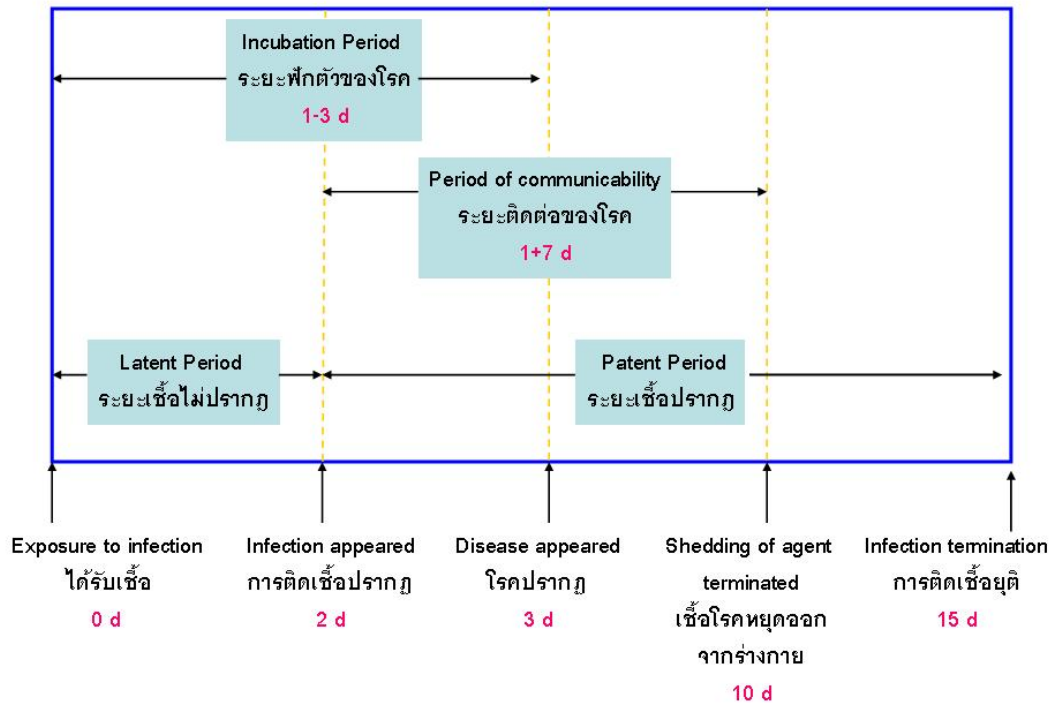 Incubation Period
ระยะฟักตัวของโรค
1-3 d
Period of communicability
ระยะติดต่อของโรค
1+7 d
Latent Period
ระยะเชื้อไม่ปรากฏ
Patent Period
ระยะเชื้อปรากฏ
Exposure to infection
ได้รับเชื้อ
0 d
Infection appeared
การติดเชื้อปรากฏ
2 d
Disease appeared
โรคปรากฏ
3 d
Shedding of agent
terminated
เชื้อโรคหยุดออก
จากร่างกาย
10 d
Infection termination
การติดเชื้อยุติ
15 d